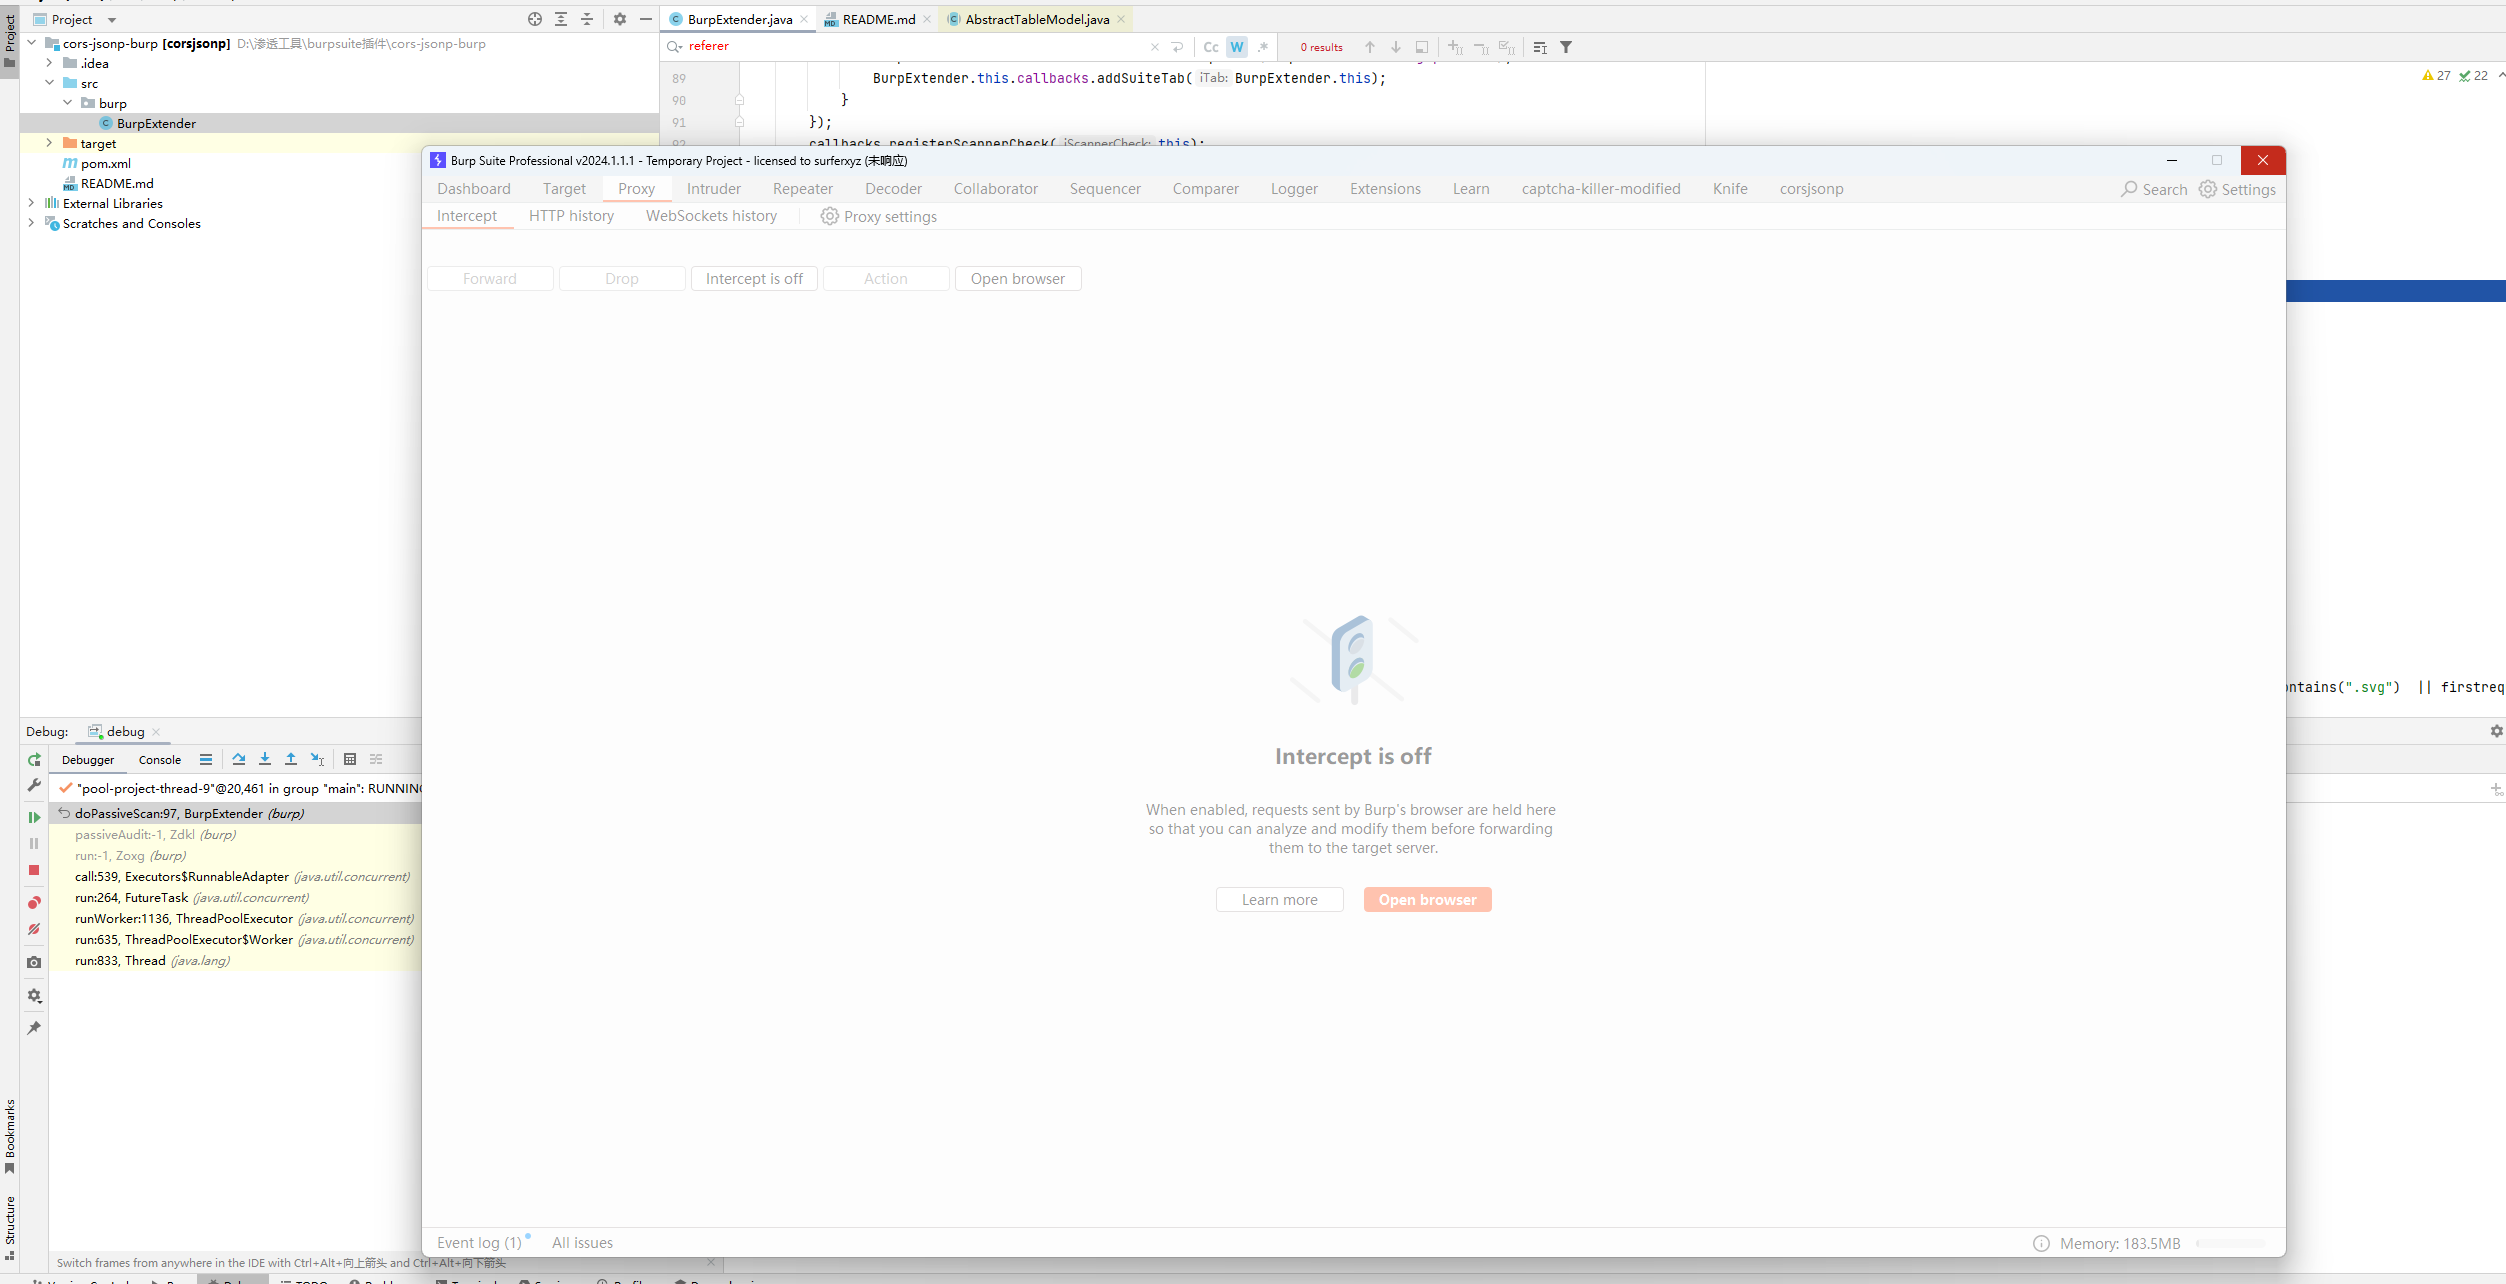 Project
BurpExtender.java
README.md
AbstractTableModel.java
Project
cors-jsonp-burp [corsjsonp] D:\渗透工具\burpsuite插件\cors-jsonp-burp
.idea
src
burp
BurpExtender
target
pom.xml
README.md
External Libraries
Scratches and Consoles
referer
Cc W .* 0 results
89 BurpExtender.this.callbacks.addSuiteTab( iTab: BurpExtender.this);
90 }
91 });
92 callbacks.registerScannerCheck( iScannerCheck: this);
27 22
Burp Suite Professional v2024.1.1.1 - Temporary Project - licensed to surferxyz (未响应)
Dashboard Target Proxy Intruder Repeater Decoder Collaborator Sequencer Comparer Logger Extensions Learn captcha-killer-modified Knife corsjsonp Search Settings
Intercept HTTP history WebSockets history Proxy settings
Forward Drop Intercept is off Action Open browser
Intercept is off
When enabled, requests sent by Burp's browser are held here
so that you can analyze and modify them before forwarding
them to the target server.
Learn more Open browser
Event log (1) All issues Memory: 183.5MB
ntains(".svg") || firstreq
Debug: debug
Debugger Console
"pool-project-thread-9"@20,461 in group "main": RUNNING
doPassiveScan:97, BurpExtender (burp)
passiveAudit:-1, Zdkl (burp)
run:-1, Zoxg (burp)
call:539, Executors$RunnableAdapter (java.util.concurrent)
run:264, FutureTask (java.util.concurrent)
runWorker:1136, ThreadPoolExecutor (java.util.concurrent)
run:635, ThreadPoolExecutor$Worker (java.util.concurrent)
run:833, Thread (java.lang)
Bookmarks
Structure
Switch frames from anywhere in the IDE with Ctrl+Alt+向上箭头 and Ctrl+Alt+向下箭头